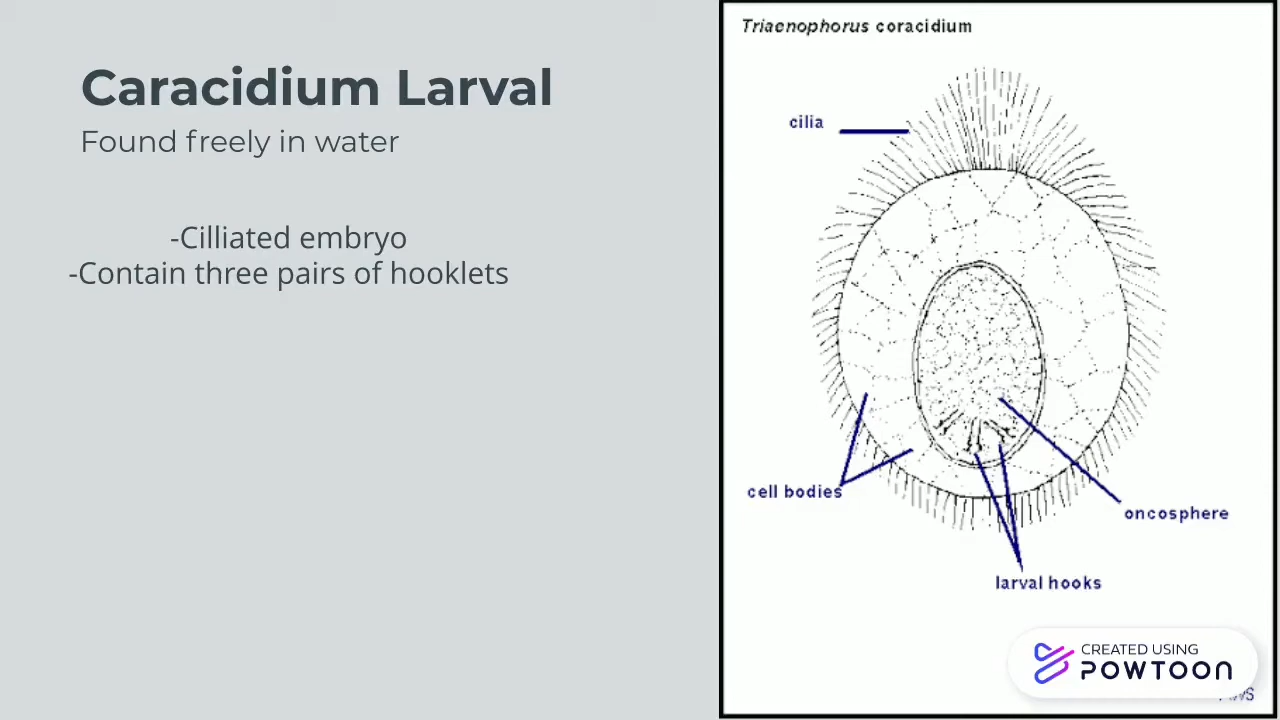 Caracidium Larval
Found freely in water
-Cilliated embryo
-Contain three pairs of hooklets
Triaenophorus coracidium
cilia
cell bodies
oncosphere
larval hooks
CREATED USING
POWTOON